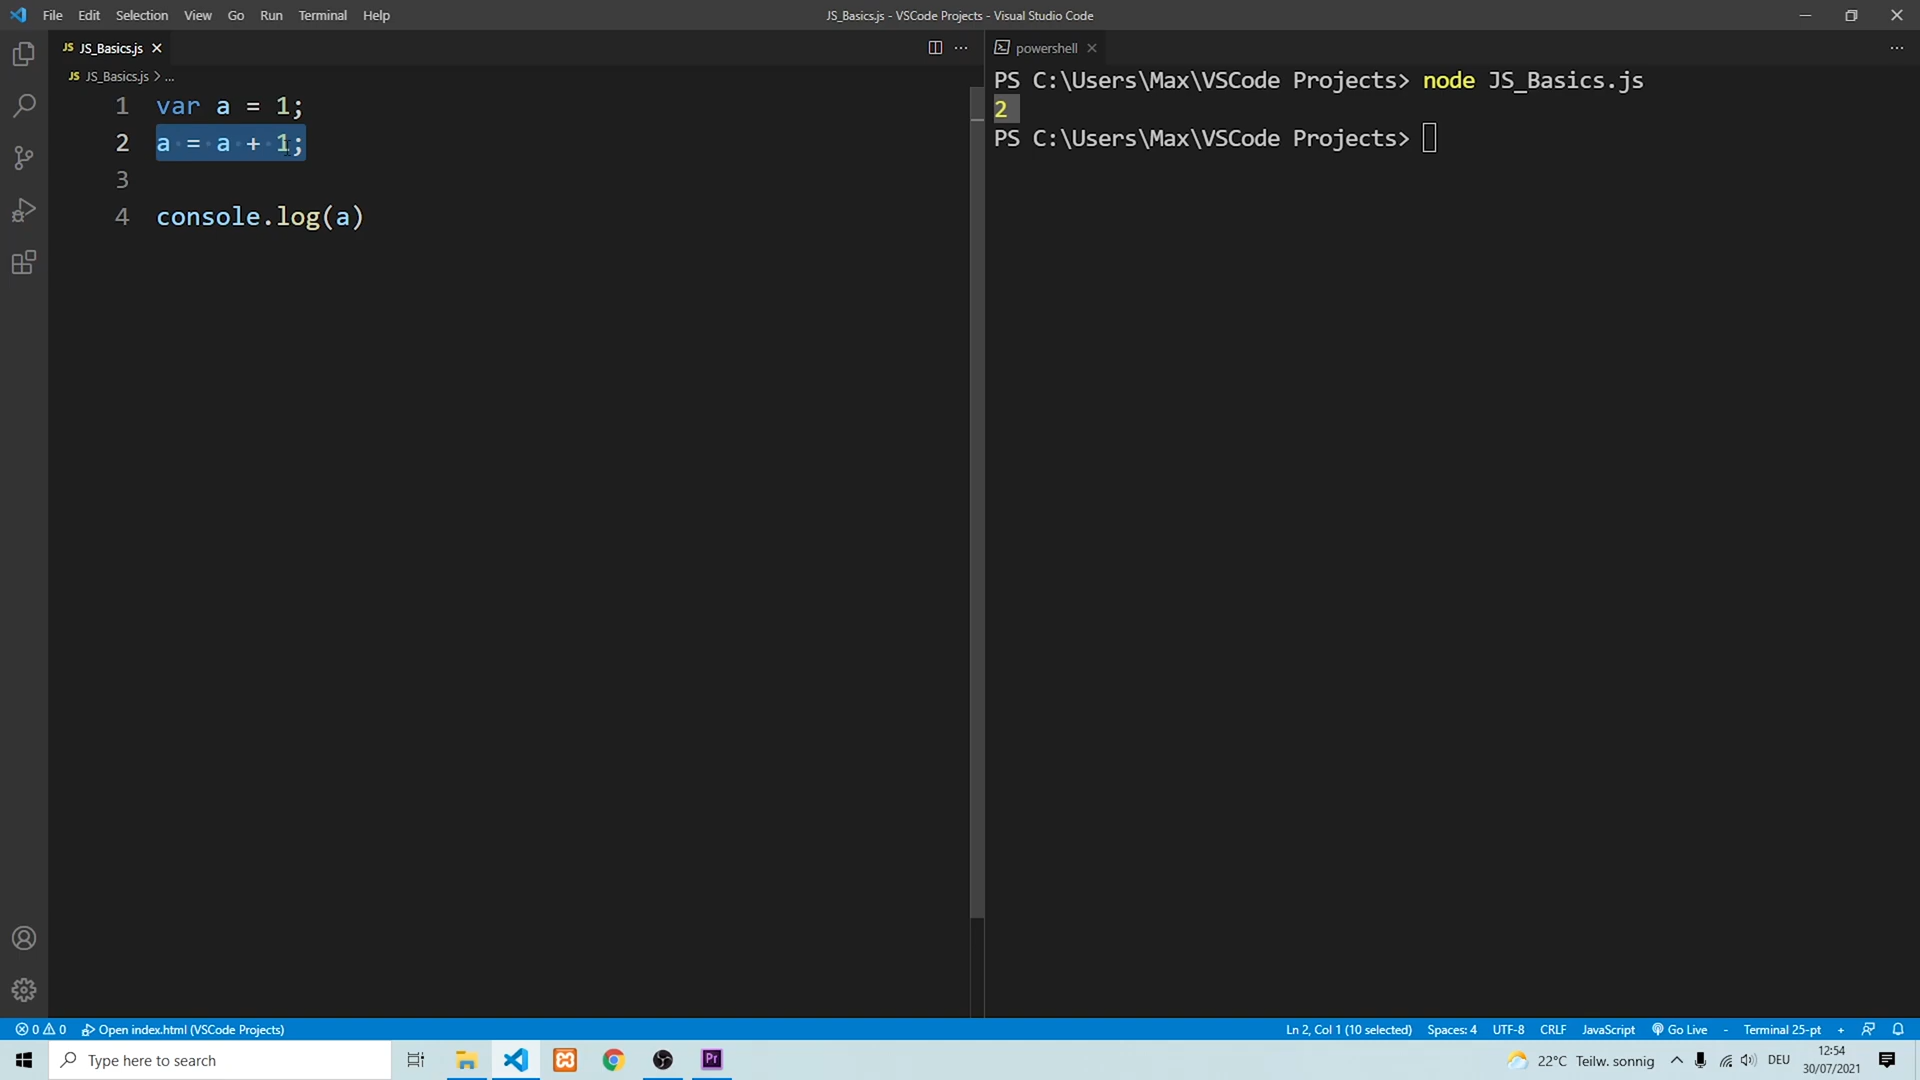 File Edit Selection View Go Run Terminal Help
JS_Basics.js - VSCode Projects - Visual Studio Code
JS JS_Basics.js
JS JS_Basics.js > ...
1 var a = 1;
2 a = a + 1;
3
4 console.log(a)
powershell
PS C:\Users\Max\VSCode Projects> node JS_Basics.js
2
PS C:\Users\Max\VSCode Projects>
0 0 Open index.html (VSCode Projects)
Ln 2, Col 1 (10 selected) Spaces: 4 UTF-8 CRLF JavaScript Go Live - Terminal 25-pt +
Type here to search
Pr
22°C Teilw. sonnig
DEU
12:54
30/07/2021